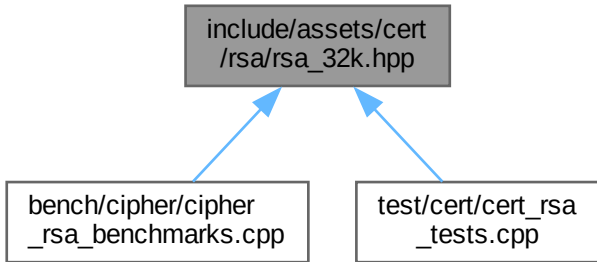 include/assets/cert
/rsa/rsa_32k.hpp
bench/cipher/cipher
_rsa_benchmarks.cpp
test/cert/cert_rsa
_tests.cpp